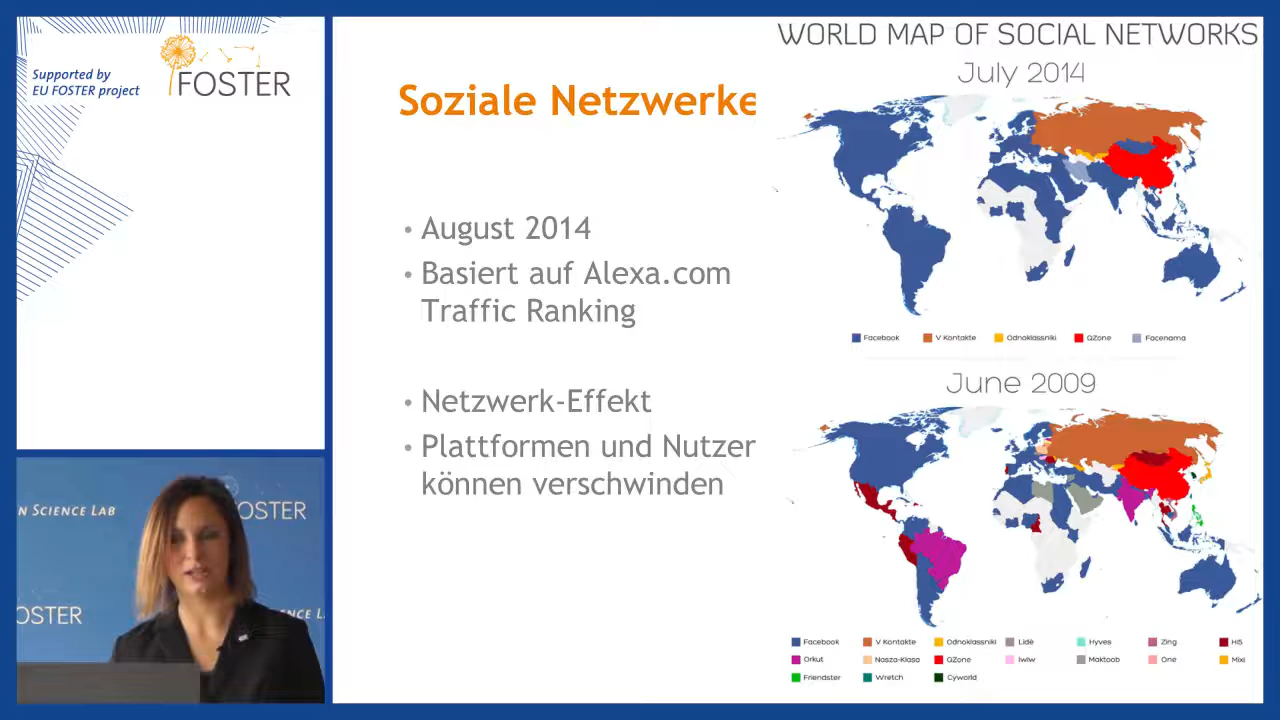 Supported by
EU FOSTER project
FOSTER
Soziale Netzwerke
• August 2014
• Basiert auf Alexa.com
Traffic Ranking
• Netzwerk-Effekt
• Plattformen und Nutzer
können verschwinden
WORLD MAP OF SOCIAL NETWORKS
July 2014
Facebook V Kontakte Odnoklassniki QZone Facenama
June 2009
Facebook V Kontakte Odnoklassniki Lidé Hyves Zing Hi5
Orkut Nasza-Klasa QZone Iwiw Maktoob One Mixi
Friendster Wretch Cyworld
N SCIENCE LAB
OSTER
OSTER
NCE L